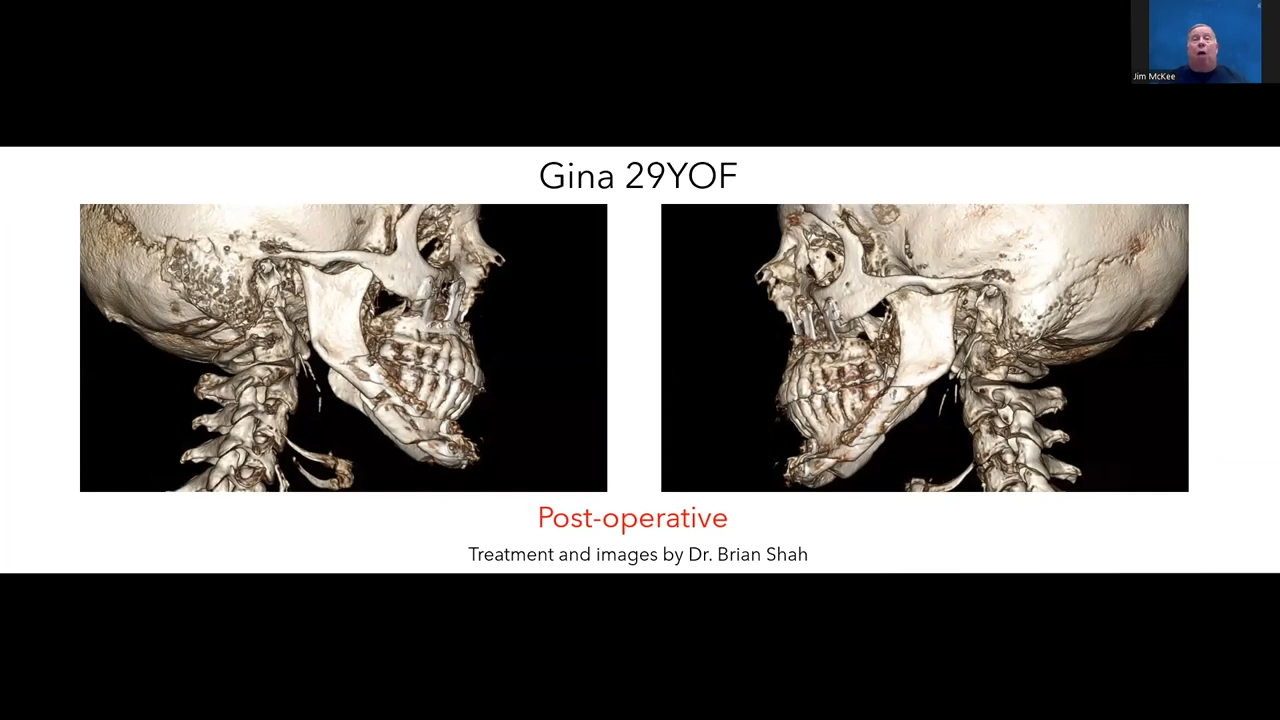 Jim McKee
Gina 29YOF
Post-operative
Treatment and images by Dr. Brian Shah